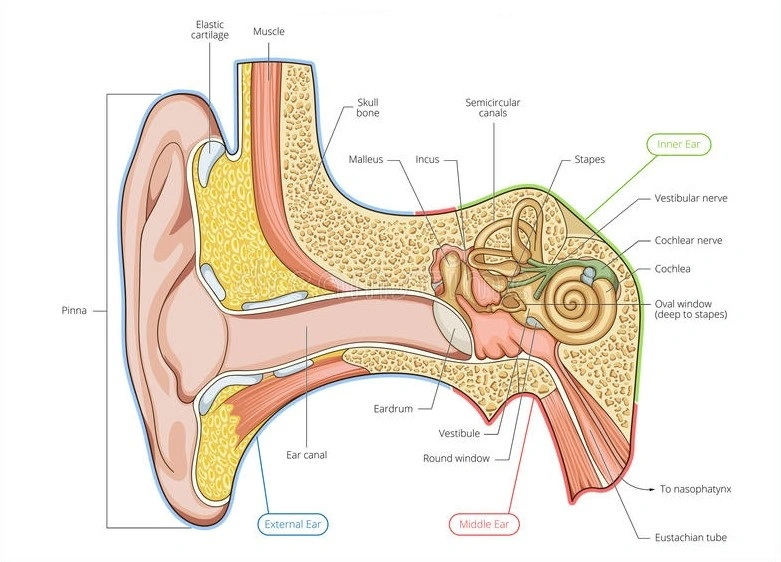 Elastic
cartilage
Muscle
Skull
bone
Semicircular
canals
Malleus
Incus
Stapes
Inner Ear
Vestibular nerve
Cochlear nerve
Cochlea
Oval window
(deep to stapes)
Pinna
Eardrum
Vestibule
Ear canal
Round window
To nasophatynx
External Ear
Middle Ear
Eustachian tube